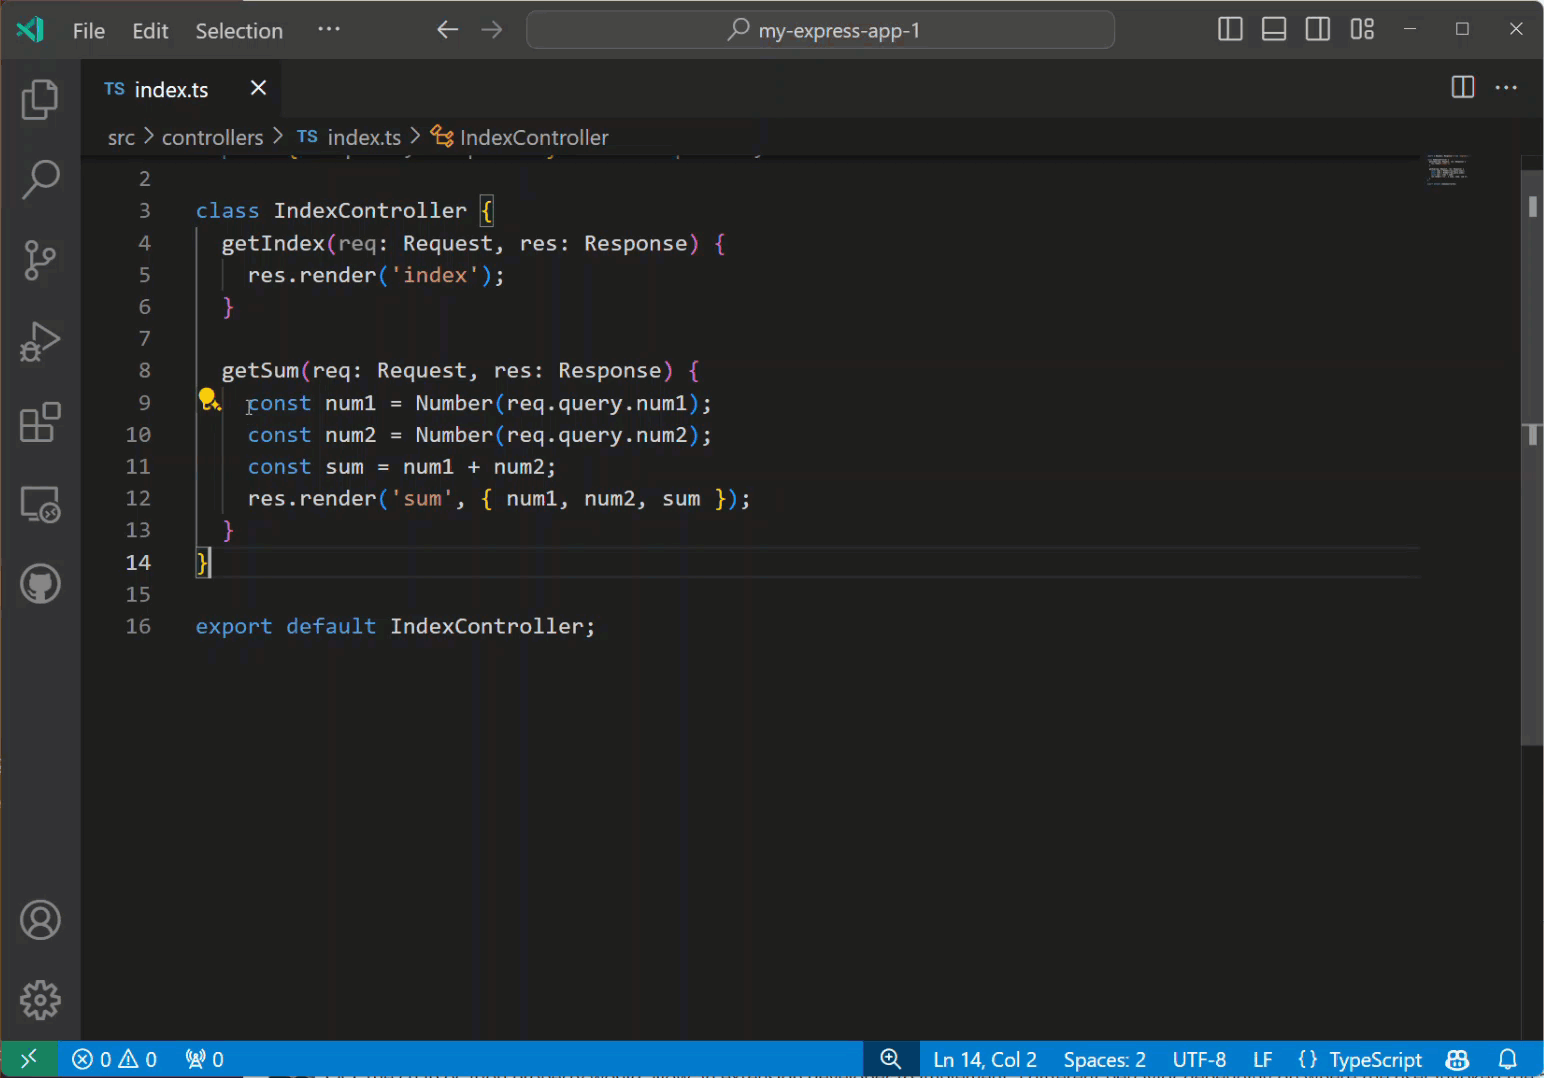 File Edit Selection ··· my-express-app-1
TS index.ts
src > controllers > TS index.ts > IndexController
2
3 class IndexController {
4 getIndex(req: Request, res: Response) {
5 res.render('index');
6 }
7
8 getSum(req: Request, res: Response) {
9 const num1 = Number(req.query.num1);
10 const num2 = Number(req.query.num2);
11 const sum = num1 + num2;
12 res.render('sum', { num1, num2, sum });
13 }
14 }
15
16 export default IndexController;
0 0 0 Ln 14, Col 2 Spaces: 2 UTF-8 LF {} TypeScript